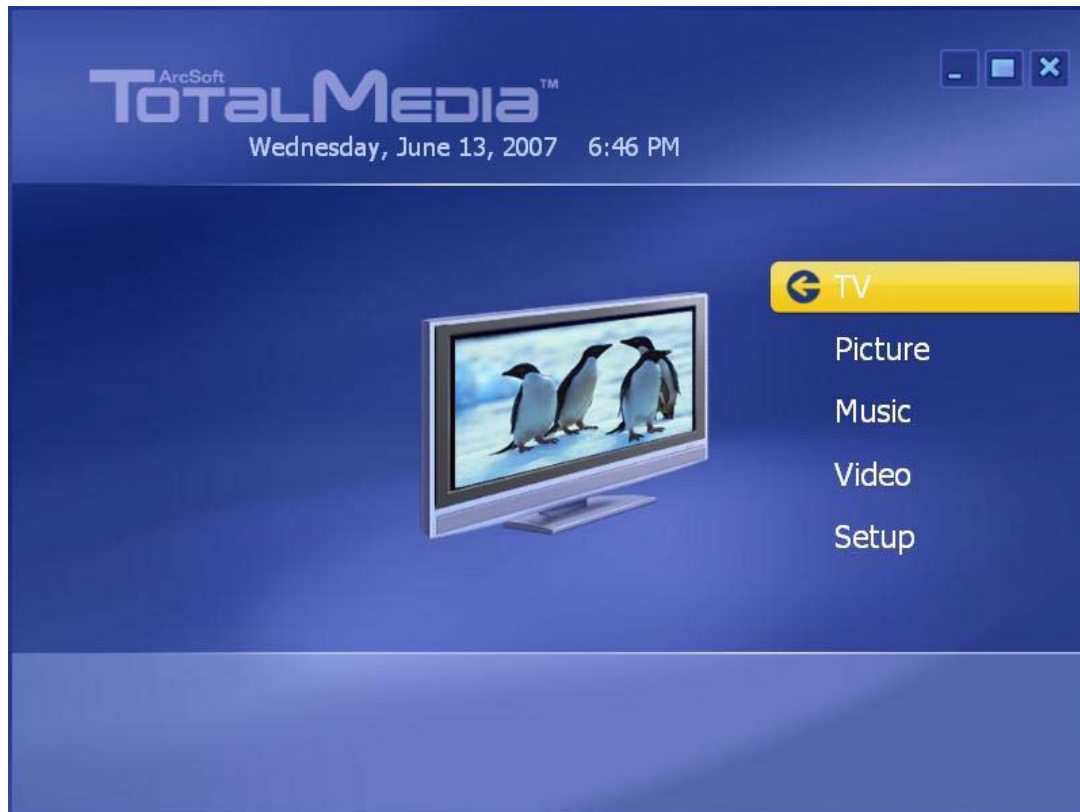 ArcSoft
TOTALMEDIA™
Wednesday, June 13, 2007 6:46 PM
TV
Picture
Music
Video
Setup